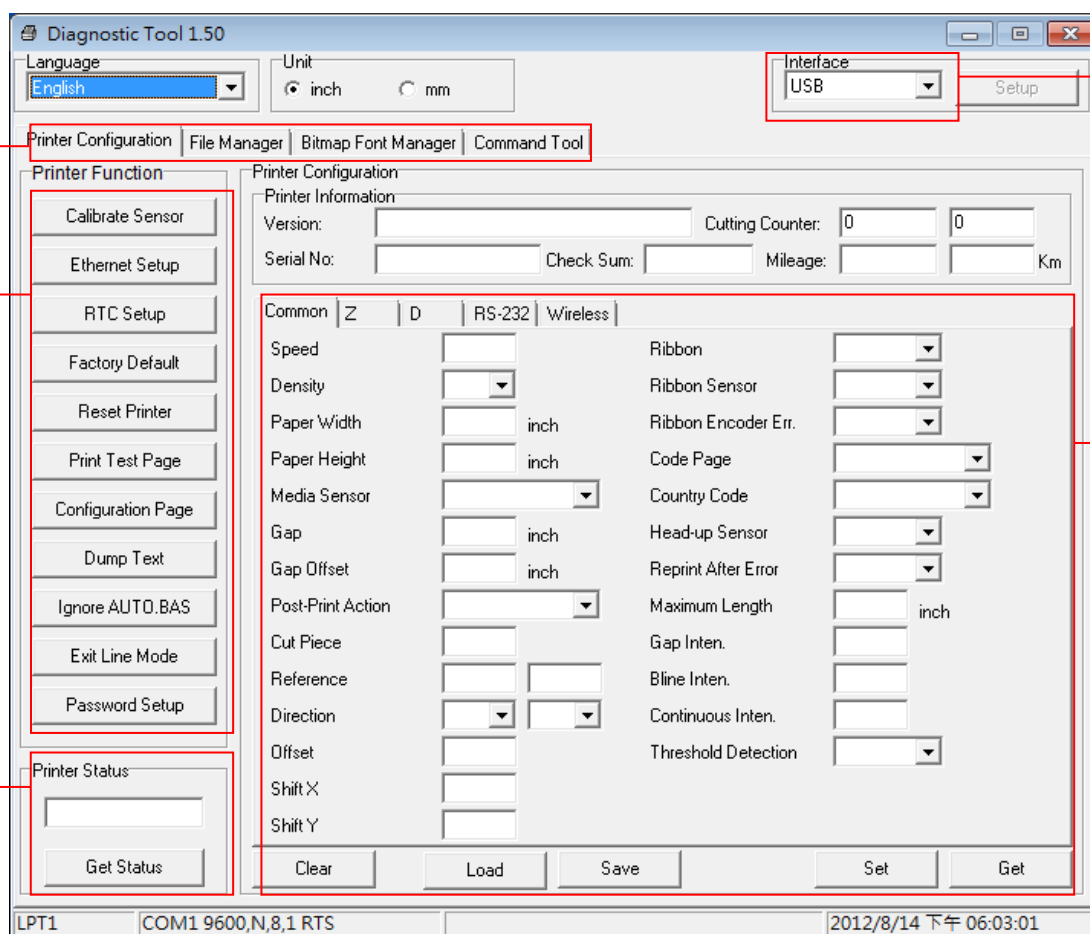 Diagnostic Tool 1.50
Language
English
Unit
inch
mm
Interface
USB
Setup
Printer Configuration
File Manager
Bitmap Font Manager
Command Tool
Printer Function
Calibrate Sensor
Ethernet Setup
RTC Setup
Factory Default
Reset Printer
Print Test Page
Configuration Page
Dump Text
Ignore AUTO.BAS
Exit Line Mode
Password Setup
Printer Status
Get Status
Printer Configuration
Printer Information
Version:
Cutting Counter: 0 0
Serial No:
Check Sum:
Mileage:
Km
Common
Z
D
RS-232
Wireless
Speed
Density
Paper Width inch
Paper Height inch
Media Sensor
Gap inch
Gap Offset inch
Post-Print Action
Cut Piece
Reference
Direction
Offset
Shift X
Shift Y
Ribbon
Ribbon Sensor
Ribbon Encoder Err.
Code Page
Country Code
Head-up Sensor
Reprint After Error
Maximum Length inch
Gap Inten.
Bline Inten.
Continuous Inten.
Threshold Detection
Clear
Load
Save
Set
Get
LPT1
COM1 9600,N,8,1 RTS
2012/8/14 下午 06:03:01